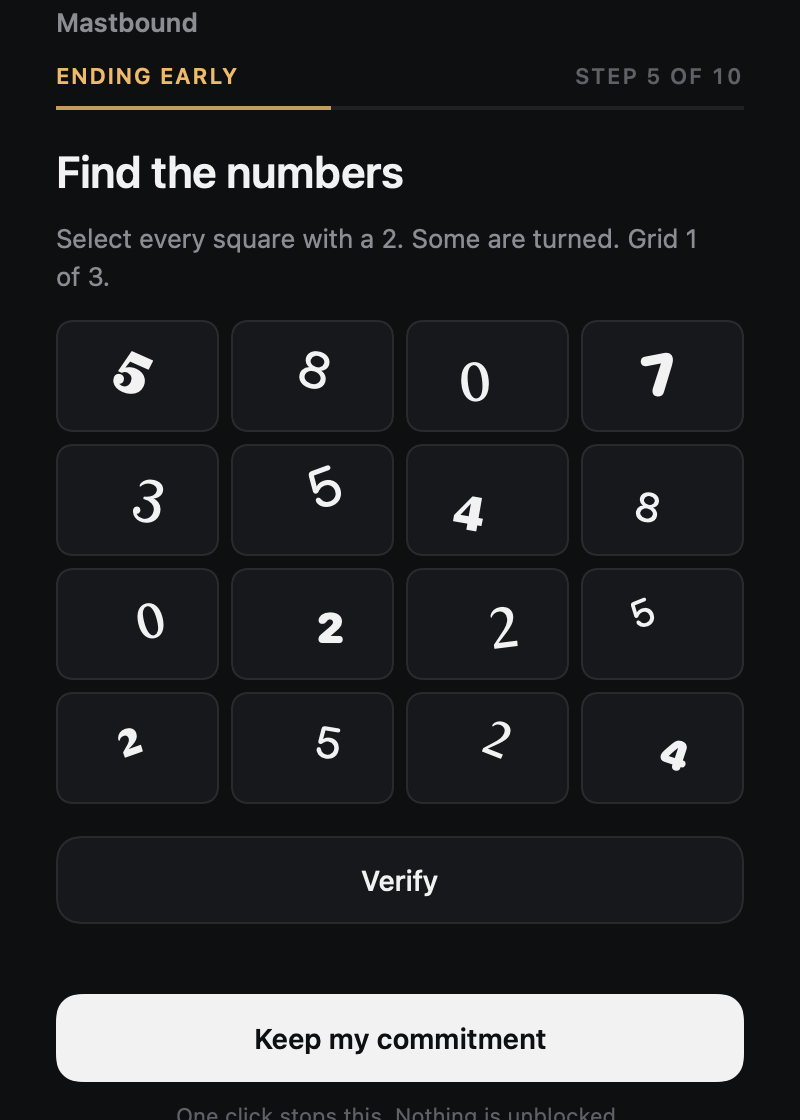 Mastbound
ENDING EARLY STEP 5 OF 10
Find the numbers
Select every square with a 2. Some are turned. Grid 1
of 3.
5 8 0 7
3 5 4 8
0 2 2 5
2 5 2 4
Verify
Keep my commitment
One click stops this. Nothing is unblocked.